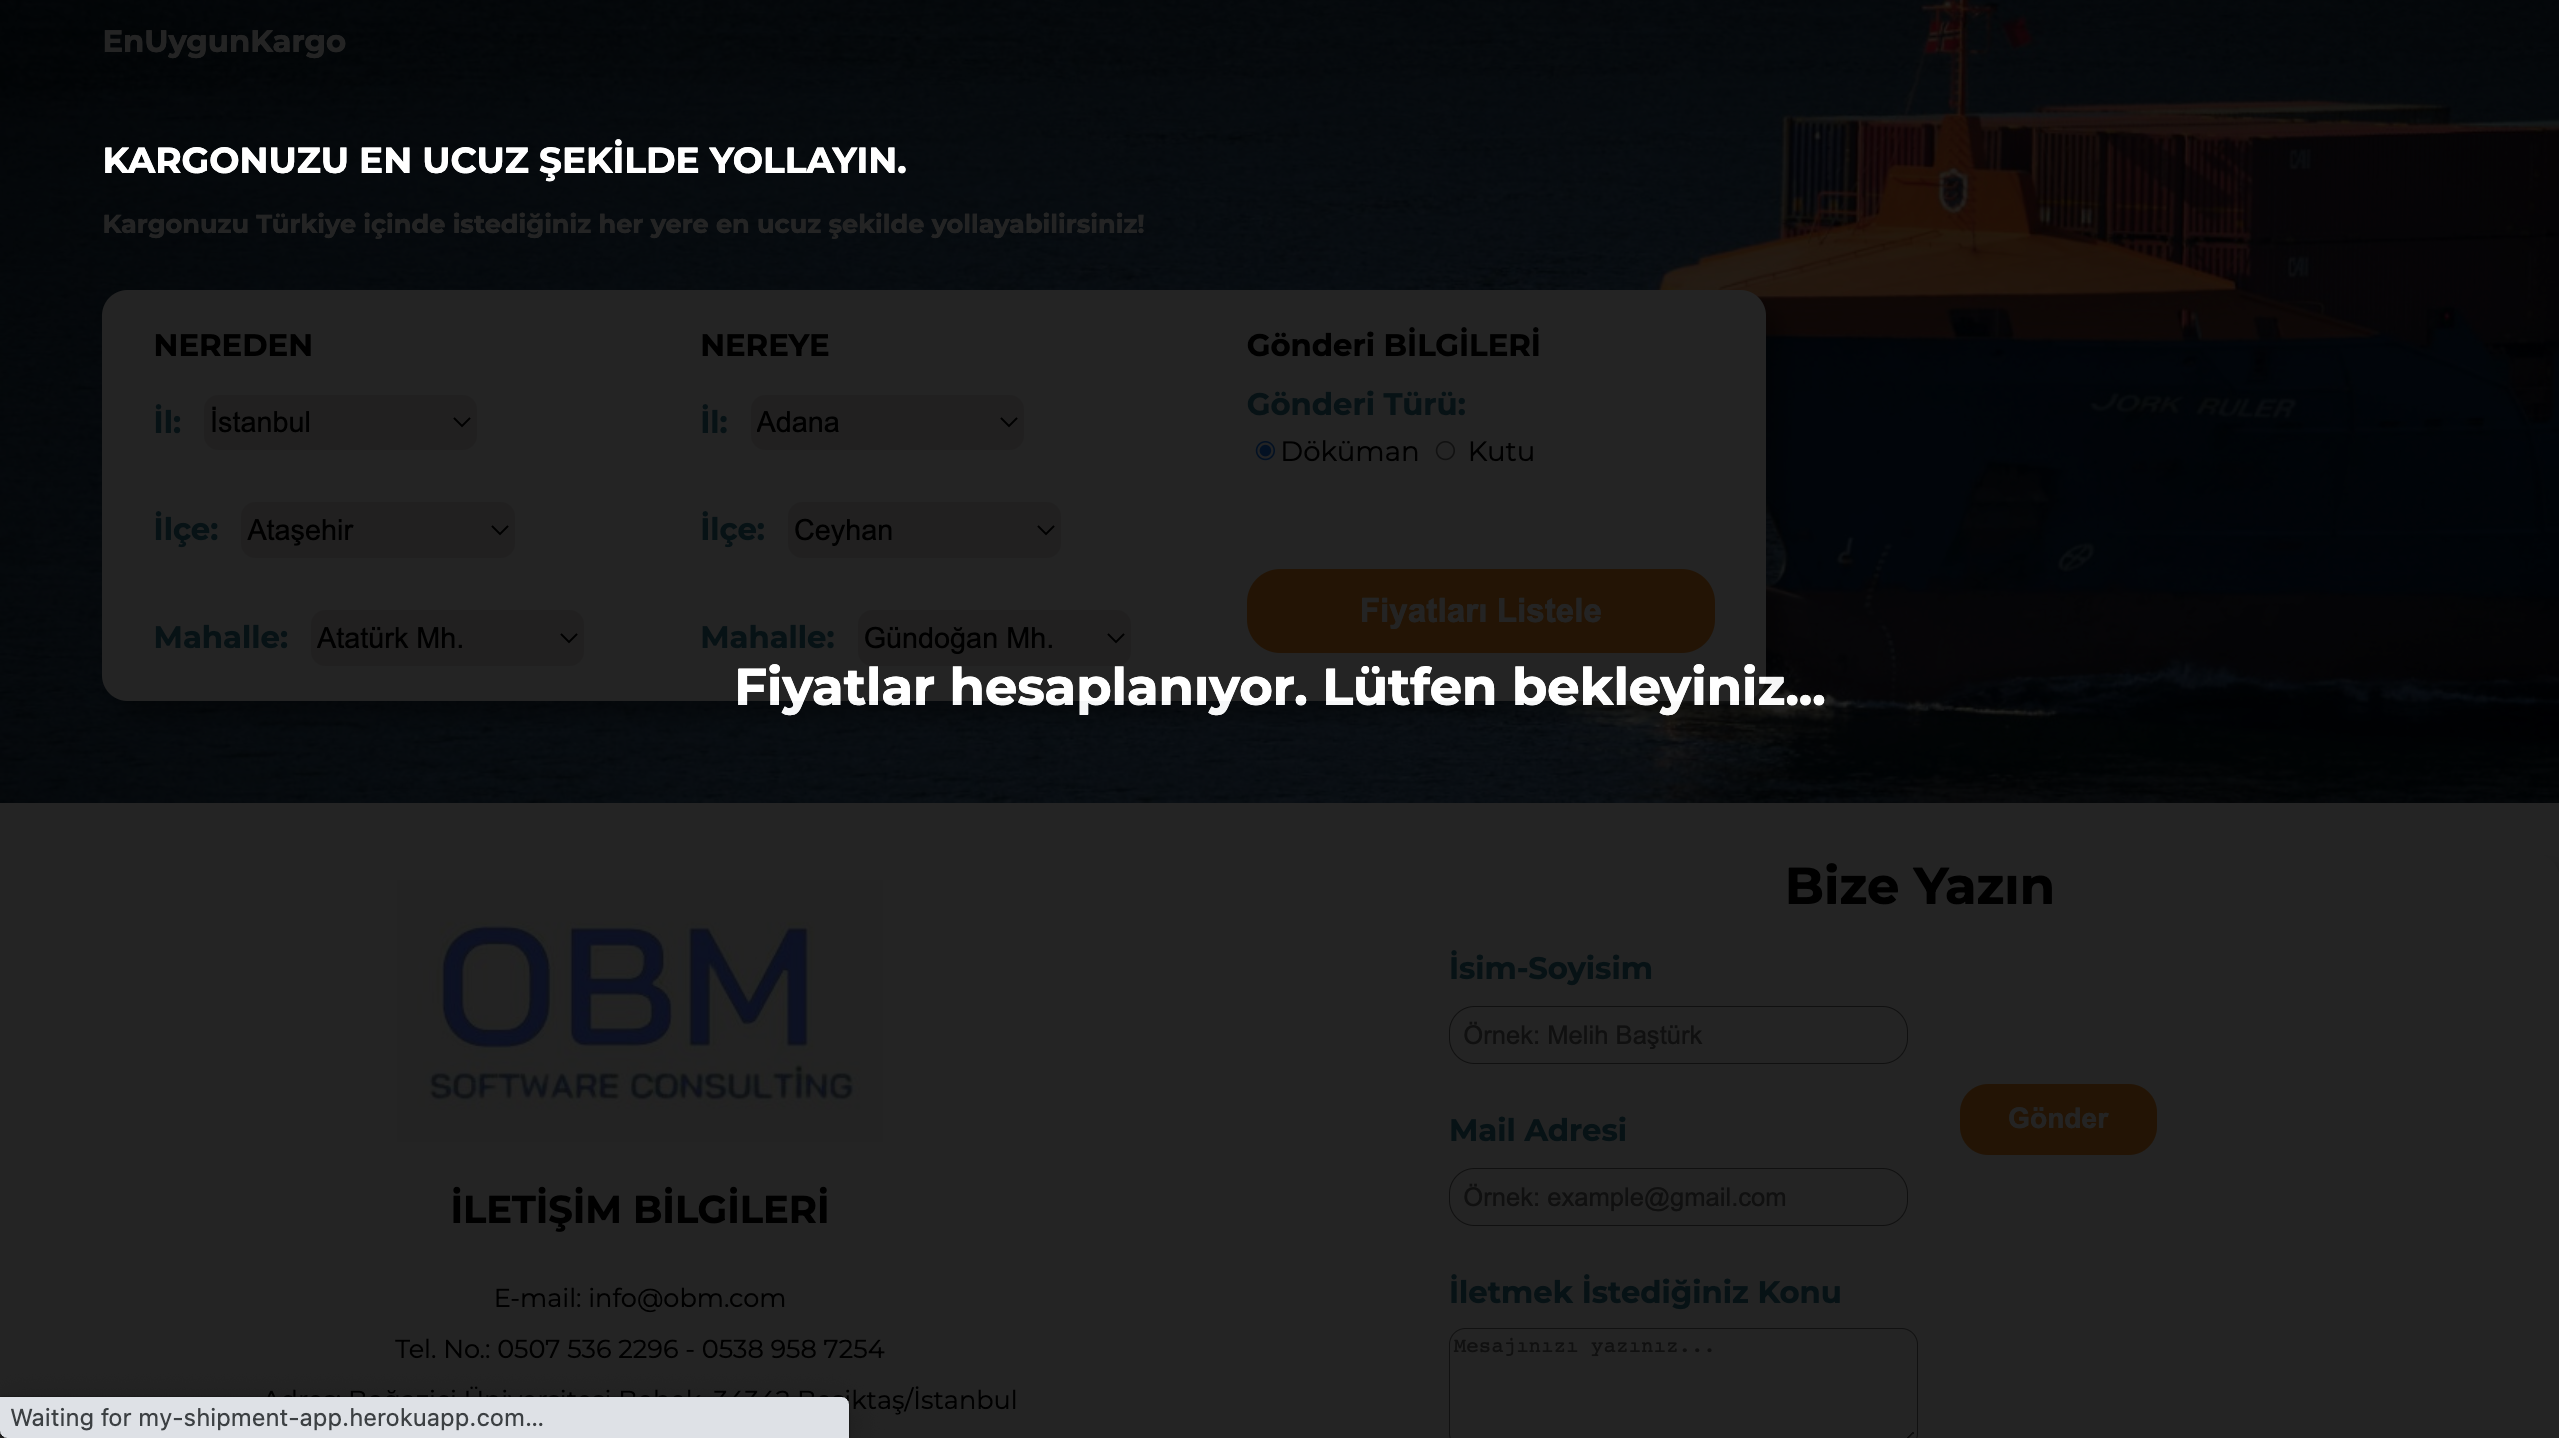 EnUygunKargo
KARGONUZU EN UCUZ ŞEKİLDE YOLLAYIN.
Kargonuzu Türkiye içinde istediğiniz her yere en ucuz şekilde yollayabilirsiniz!
NEREDEN
İl: İstanbul
İlçe: Ataşehir
Mahalle: Atatürk Mh.
NEREYE
İl: Adana
İlçe: Ceyhan
Mahalle: Gündoğan Mh.
Gönderi BİLGİLERİ
Gönderi Türü:
Döküman Kutu
Fiyatları Listele
JORK RULER
Fiyatlar hesaplanıyor. Lütfen bekleyiniz...
OBM
SOFTWARE CONSULTİNG
İLETİŞİM BİLGİLERİ
E-mail: info@obm.com
Tel. No.: 0507 536 2296 - 0538 958 7254
Beşiktaş/İstanbul
Bize Yazın
İsim-Soyisim
Örnek: Melih Baştürk
Mail Adresi
Örnek: example@gmail.com
Gönder
İletmek İstediğiniz Konu
Mesajınızı yazınız...
Waiting for my-shipment-app.herokuapp.com...